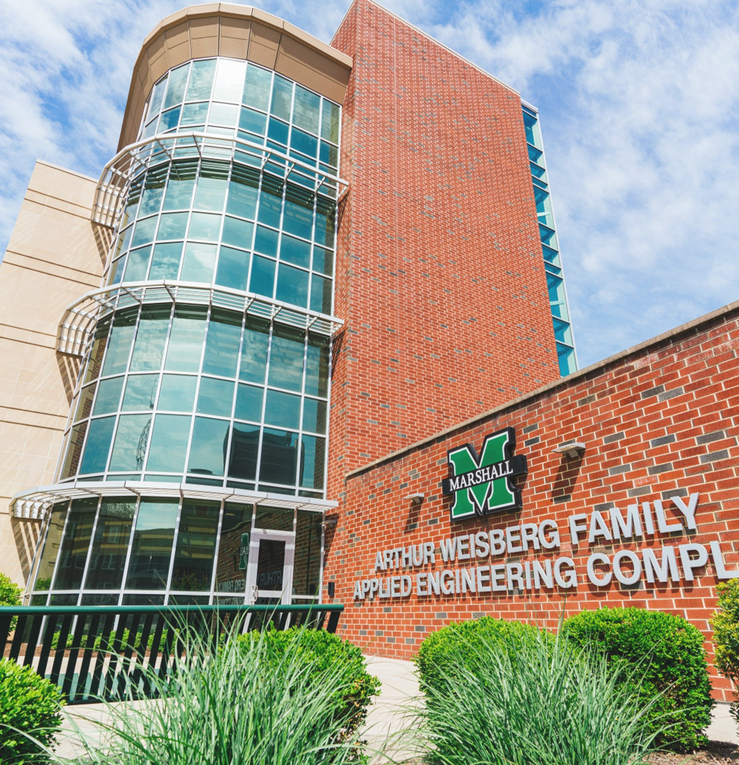 MARSHALL
ARTHUR WEISBERG FAMILY
APPLIED ENGINEERING COMPL